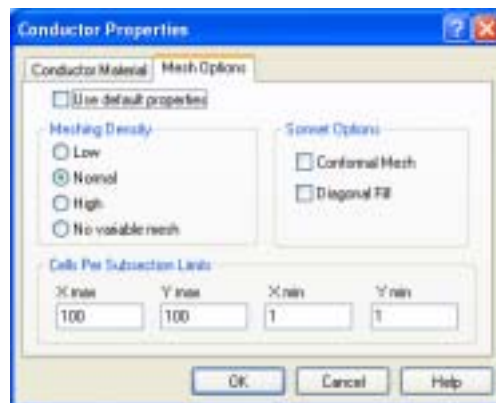 Conductor Properties
Conductor Material Mesh Options
Use default properties
Meshing Density
Low
Normal
High
No variable mesh
Sonnet Options
Conformal Mesh
Diagonal Fill
Cells Per Subsection Limits
X max Y max X min Y min
100 100 1 1
OK Cancel Help